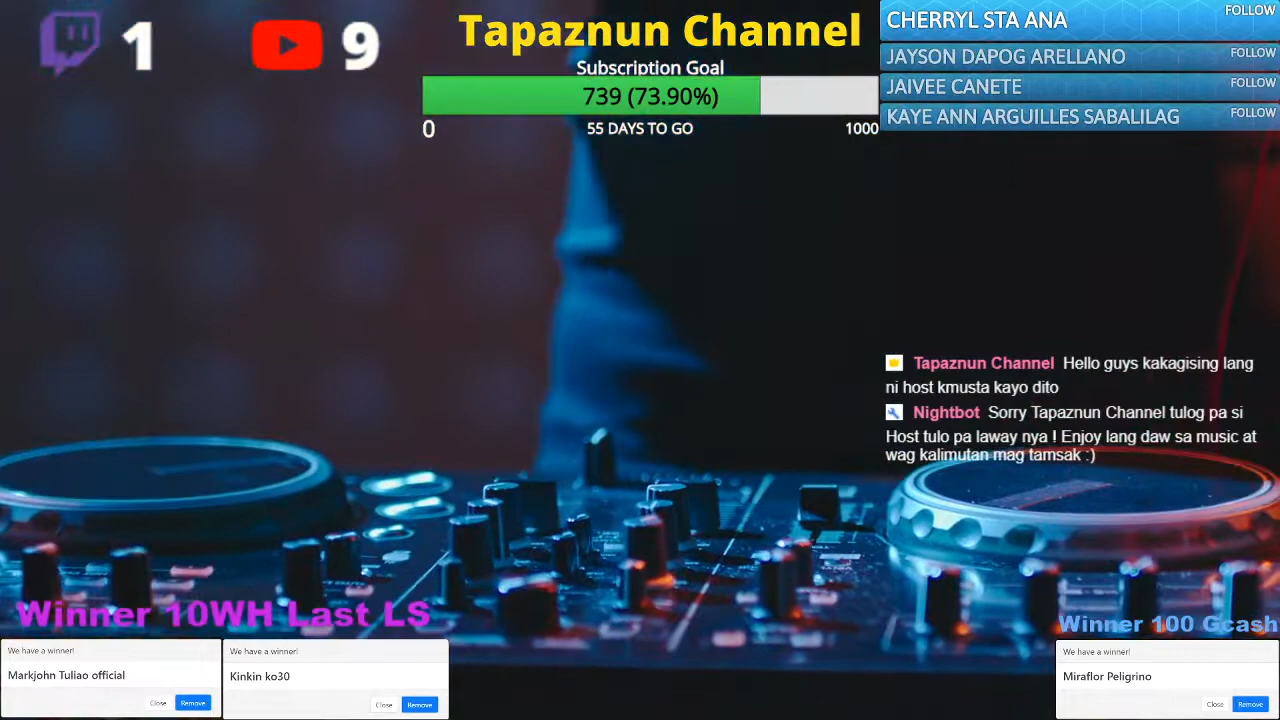 1
9
Tapaznun Channel
Subscription Goal
739 (73.90%)
0
55 DAYS TO GO
1000
CHERRYL STA ANA FOLLOW
JAYSON DAPOG ARELLANO FOLLOW
JAIVEE CANETE FOLLOW
KAYE ANN ARGUILLES SABALILAG FOLLOW
Tapaznun Channel Hello guys kakagising lang
ni host kmusta kayo dito
Nightbot Sorry Tapaznun Channel tulog pa si
Host tulo pa laway nya ! Enjoy lang daw sa music at
wag kalimutan mag tamsak :)
Winner 10WH Last LS
We have a winner!
Markjohn Tuliao official
Close Remove
We have a winner!
Kinkin ko30
Close Remove
Winner 100 Gcash
We have a winner!
Miraflor Peligrino
Close Remove